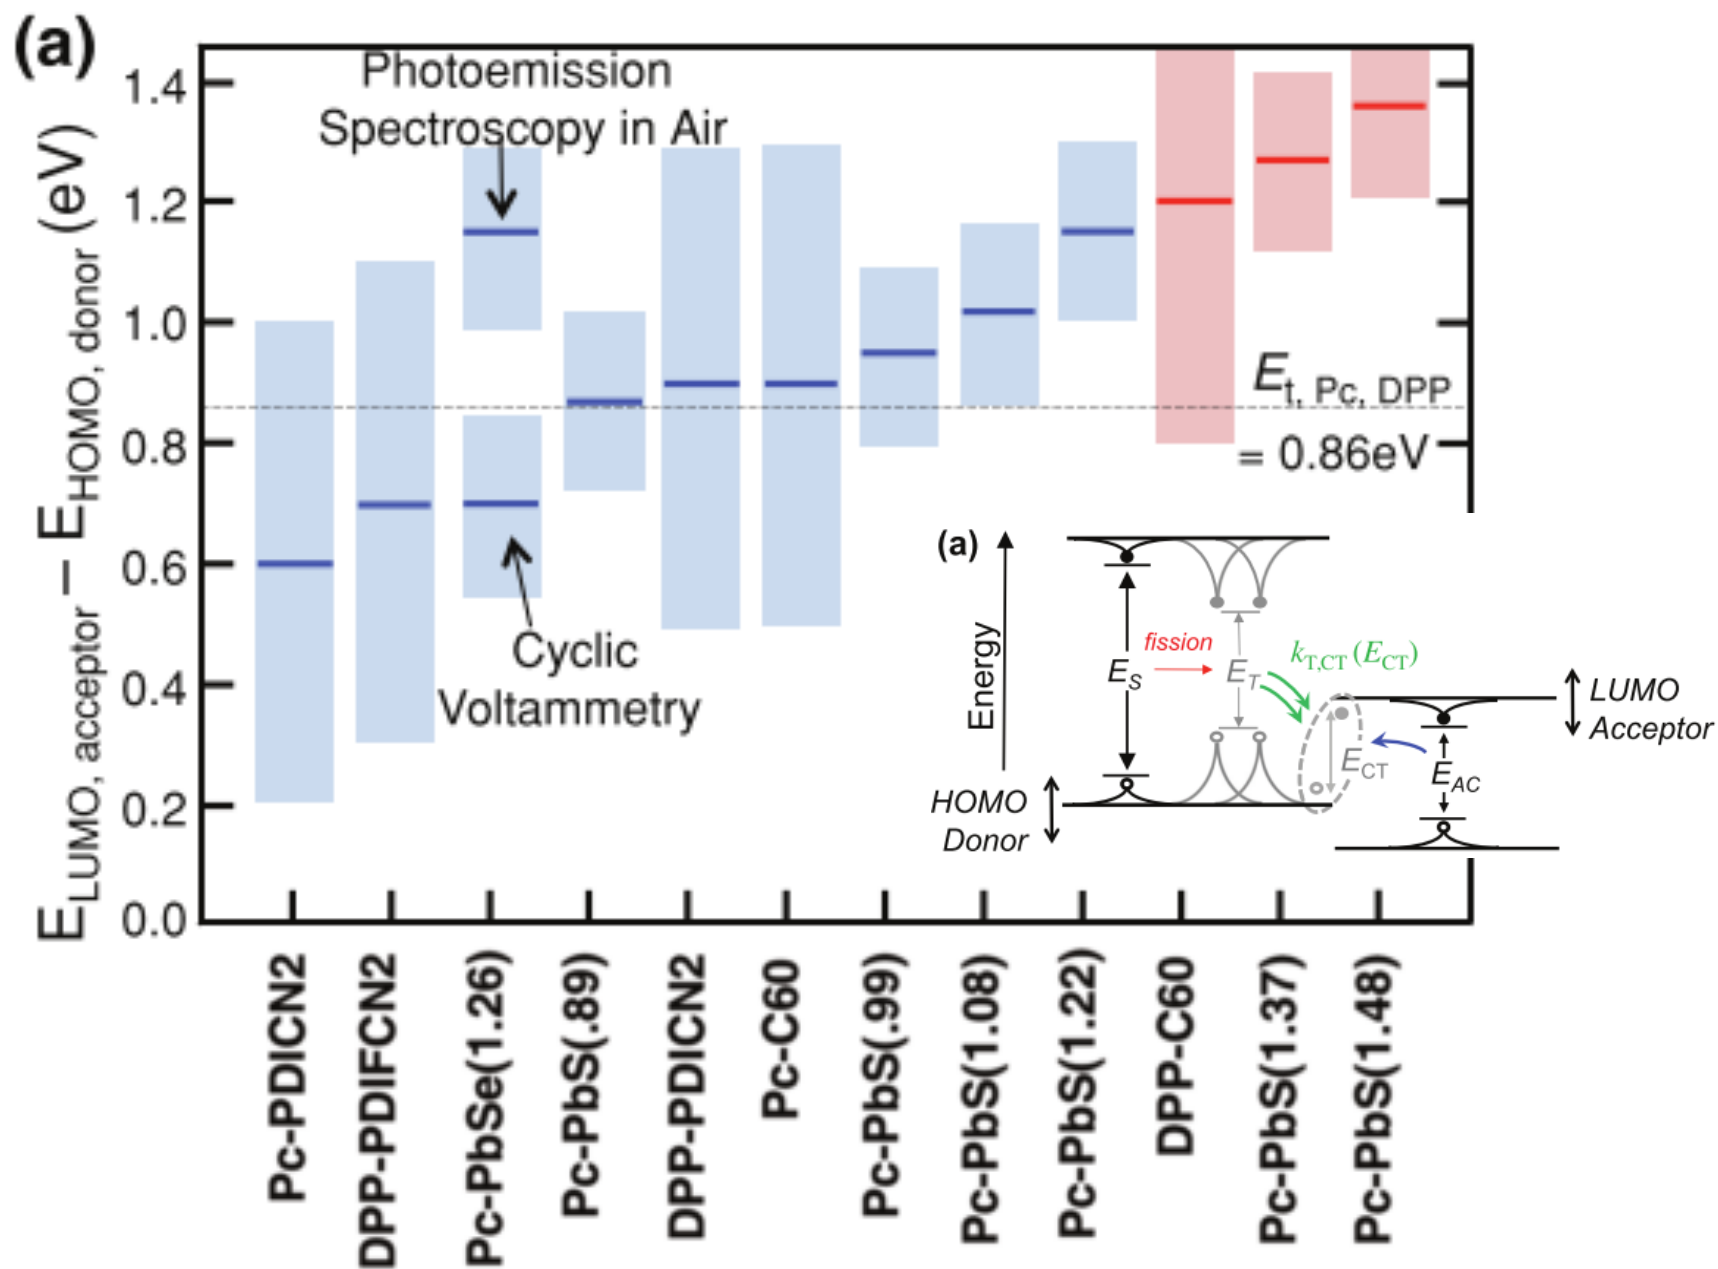 (a)
E_LUMO, acceptor − E_HOMO, donor (eV)
1.4
1.2
1.0
0.8
0.6
0.4
0.2
0.0
Photoemission
Spectroscopy in Air
Cyclic
Voltammetry
E_t, Pc, DPP
= 0.86eV
(a)
Energy
E_S
fission
E_T
k_T,CT (E_CT)
E_CT
E_AC
LUMO
Acceptor
HOMO
Donor
Pc-PDICN2
DPP-PDIFCN2
Pc-PbSe(1.26)
Pc-PbS(.89)
DPP-PDICN2
Pc-C60
Pc-PbS(.99)
Pc-PbS(1.08)
Pc-PbS(1.22)
DPP-C60
Pc-PbS(1.37)
Pc-PbS(1.48)